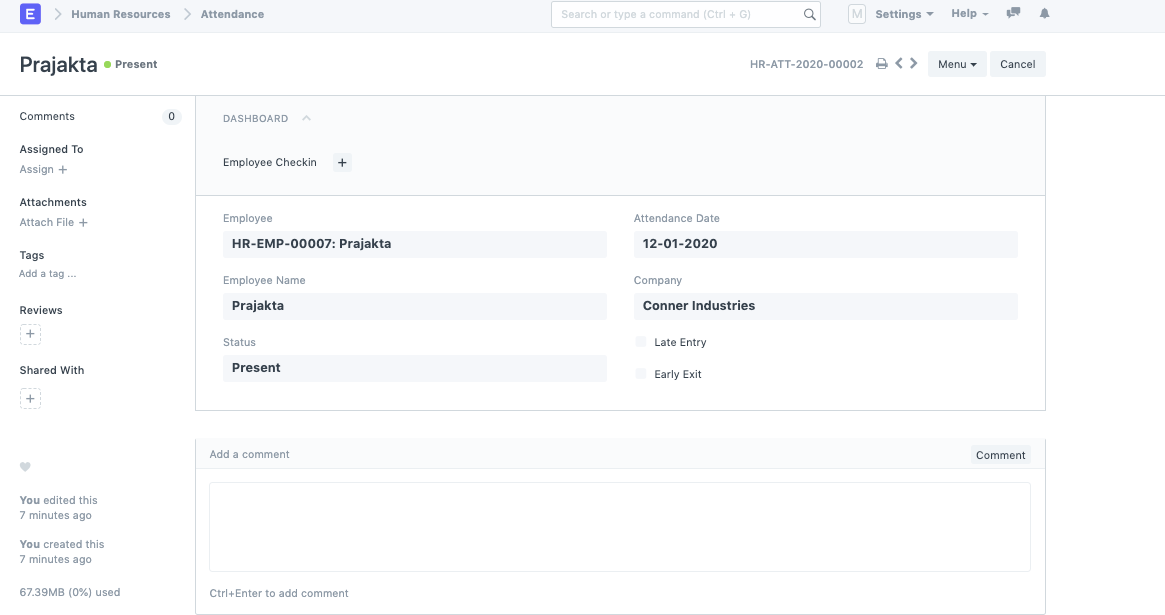 E Human Resources Attendance Search or type a command (Ctrl + G) M Settings Help
Prajakta Present HR-ATT-2020-00002 Menu Cancel
Comments 0
Assigned To
Assign +
Attachments
Attach File +
Tags
Add a tag ...
Reviews
+
Shared With
+
You edited this
7 minutes ago
You created this
7 minutes ago
67.39MB (0%) used
DASHBOARD
Employee Checkin +
Employee
HR-EMP-00007: Prajakta
Employee Name
Prajakta
Status
Present
Attendance Date
12-01-2020
Company
Conner Industries
Late Entry
Early Exit
Add a comment Comment
Ctrl+Enter to add comment